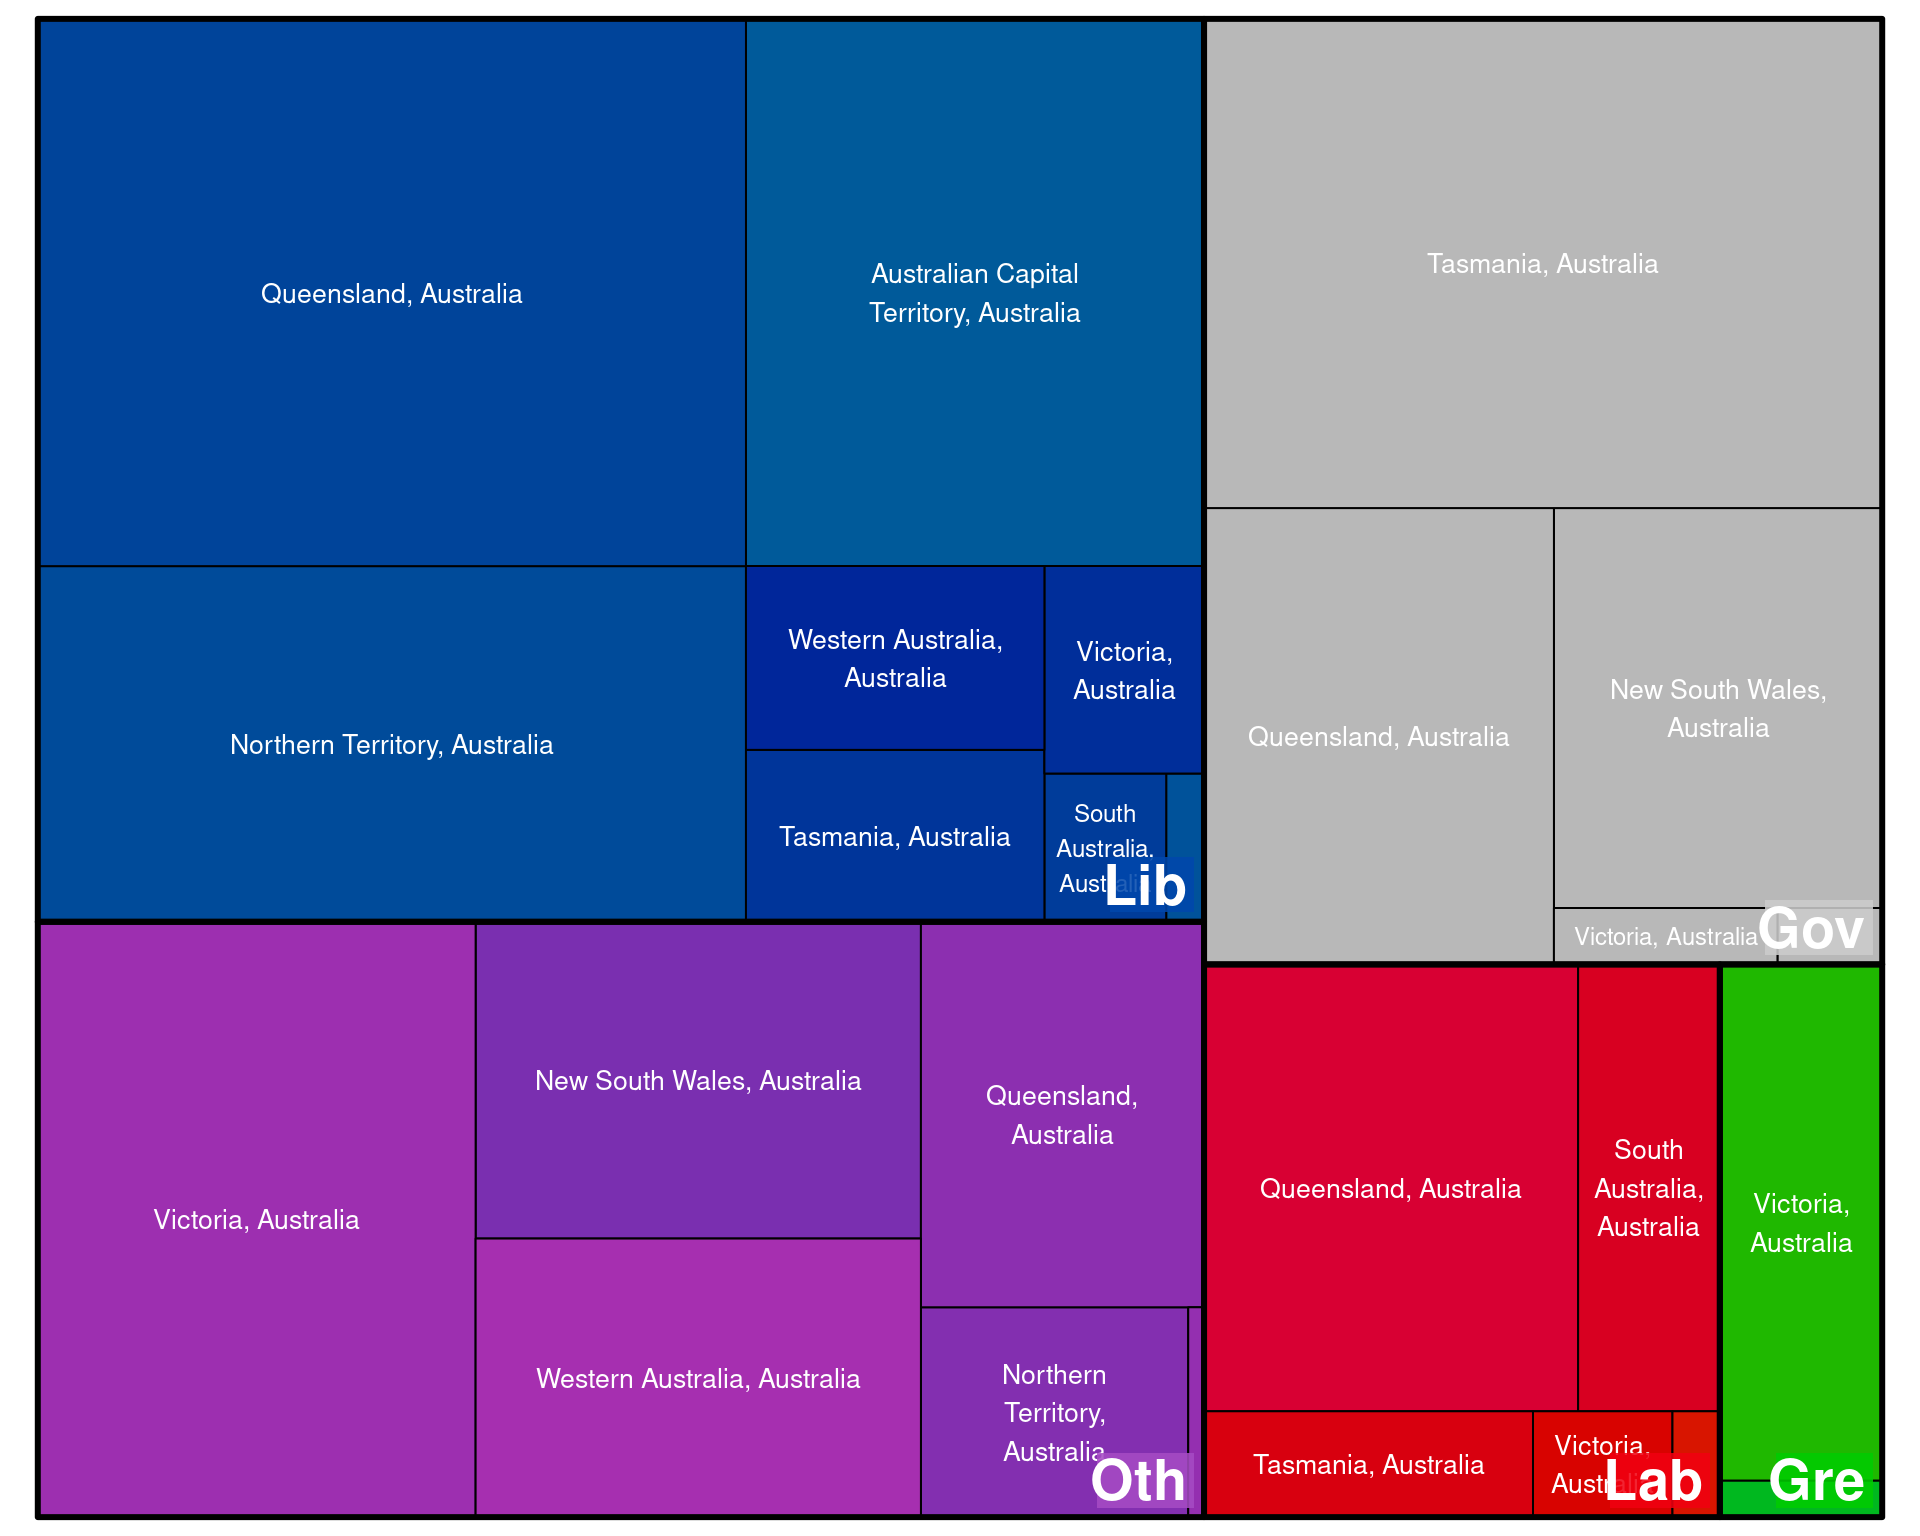 Queensland, Australia
Australian Capital
Territory, Australia
Northern Territory, Australia
Western Australia,
Australia
Victoria,
Australia
Tasmania, Australia
South
Australia,
Australia
Lib
Tasmania, Australia
Queensland, Australia
New South Wales,
Australia
Victoria, Australia
Gov
Victoria, Australia
New South Wales, Australia
Western Australia, Australia
Queensland,
Australia
Northern
Territory,
Australia
Oth
Queensland, Australia
South
Australia,
Australia
Tasmania, Australia
Victoria,
Australia
Lab
Victoria,
Australia
Gre